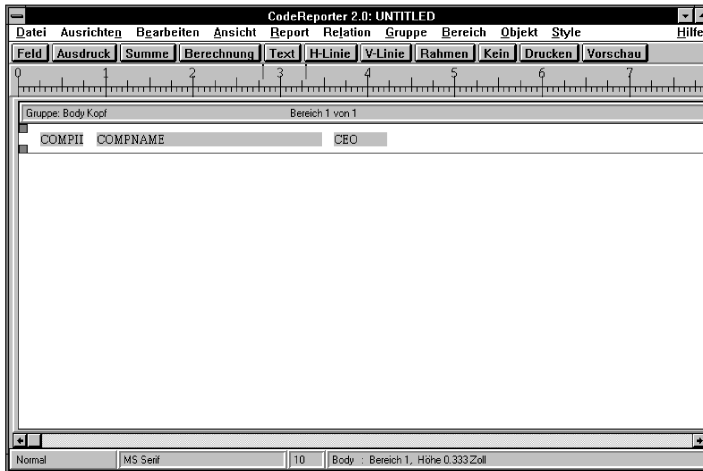 CodeReporter 2.0: UNTITLED
Datei Ausrichten Bearbeiten Ansicht Report Relation Gruppe Bereich Objekt Style Hilfe
Feld Ausdruck Summe Berechnung Text H-Linie V-Linie Rahmen Kein Drucken Vorschau
0 1 2 3 4 5 6 7
Gruppe: Body Kopf Bereich 1 von 1
COMPII COMPNAME CEO
Normal MS Serif 10 Body : Bereich 1, Höhe 0.333 Zoll